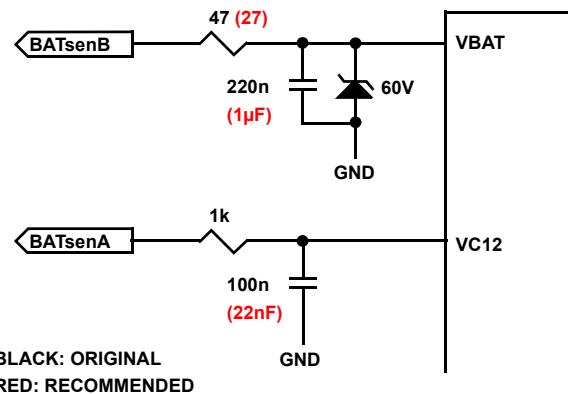 47 (27)
BATsenB
VBAT
220n
(1µF)
60V
GND
1k
BATsenA
VC12
100n
(22nF)
GND
BLACK: ORIGINAL
RED: RECOMMENDED